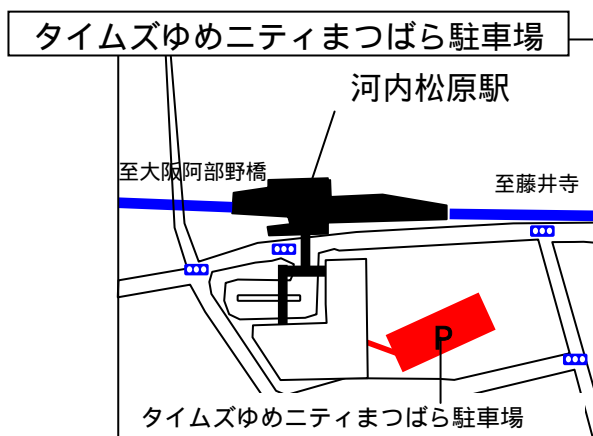 タイムズゆめニティまつばら駐車場
河内松原駅
至大阪阿部野橋
至藤井寺
P
タイムズゆめニティまつばら駐車場